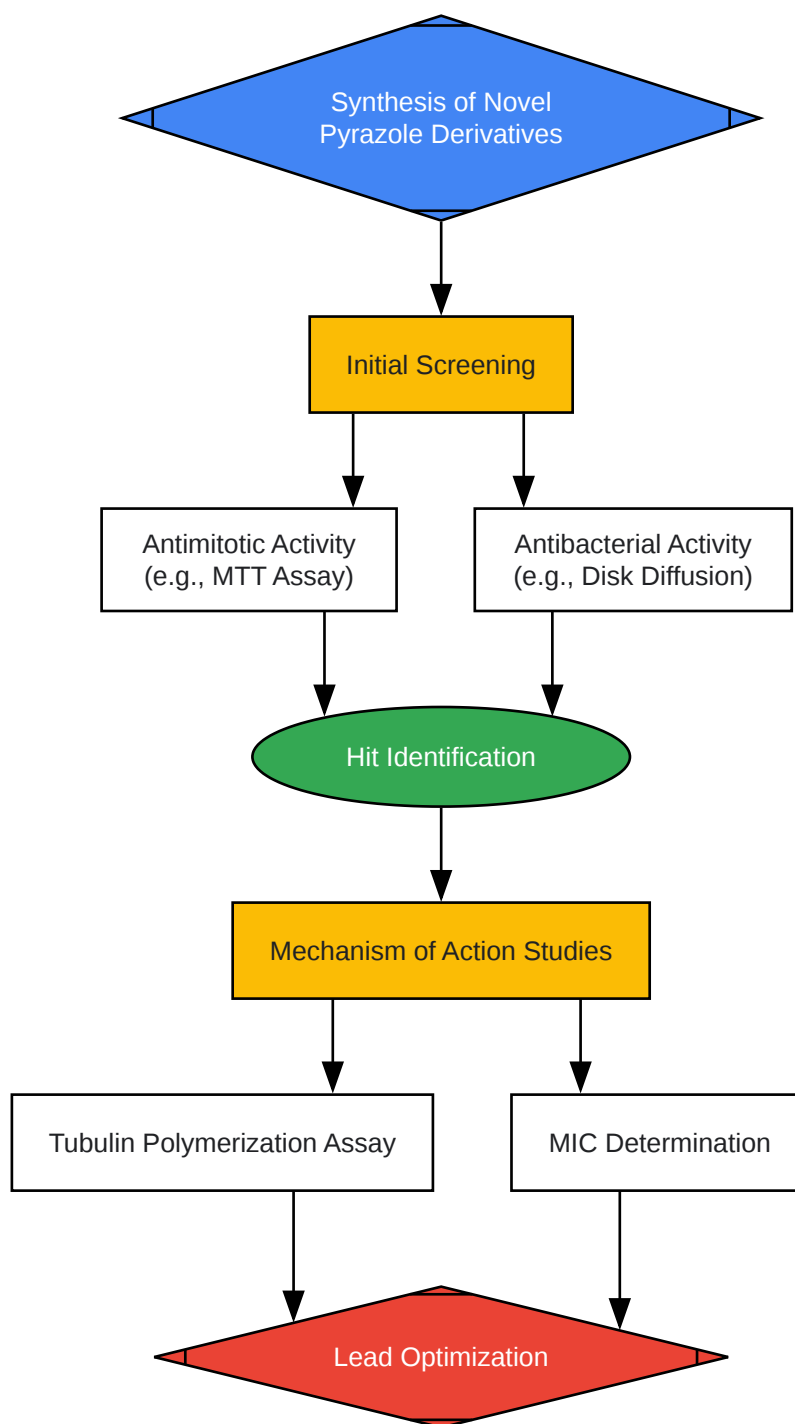 Synthesis of Novel
Pyrazole Derivatives
Initial Screening
Antimitotic Activity
(e.g., MTT Assay)
Antibacterial Activity
(e.g., Disk Diffusion)
Hit Identification
Mechanism of Action Studies
Tubulin Polymerization Assay
MIC Determination
Lead Optimization